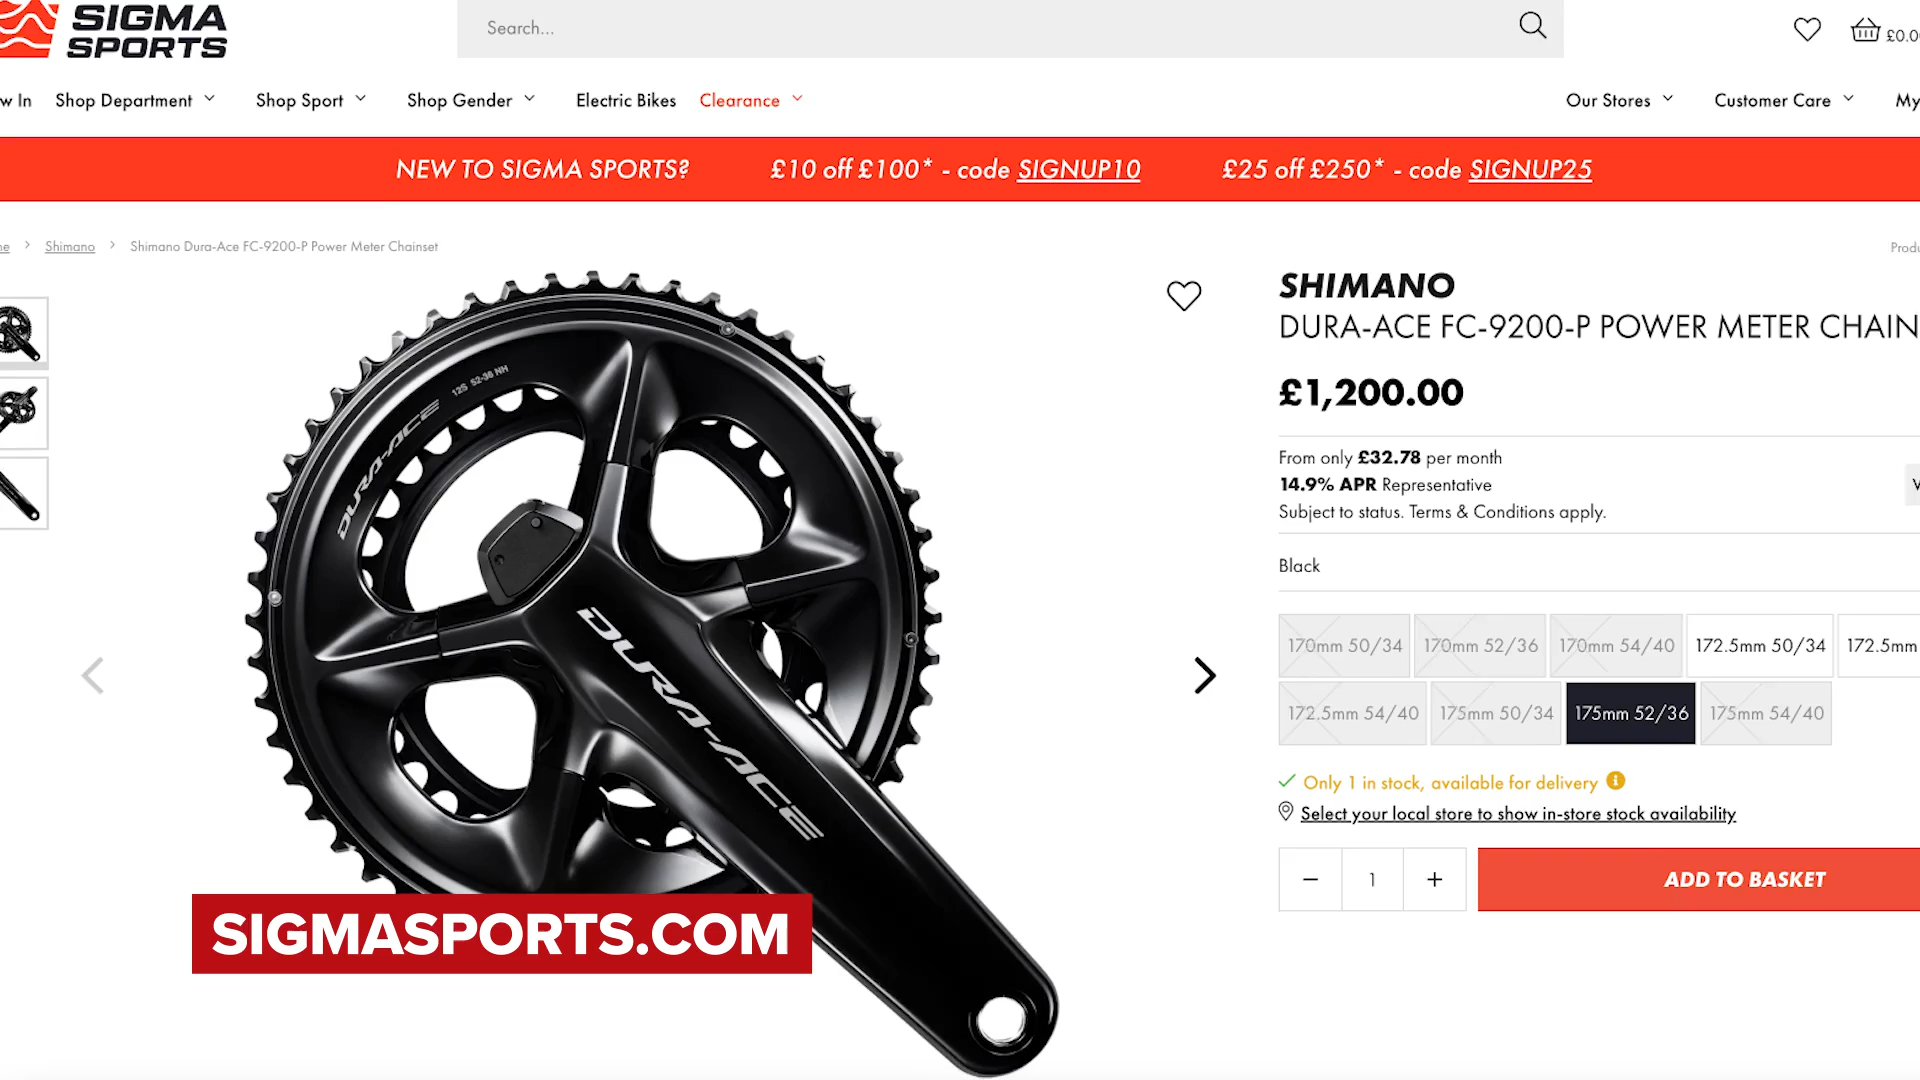 SIGMA
SPORTS
Search...
£0.0
w In
Shop Department
Shop Sport
Shop Gender
Electric Bikes
Clearance
Our Stores
Customer Care
My
NEW TO SIGMA SPORTS?
£10 off £100* - code SIGNUP10
£25 off £250* - code SIGNUP25
Shimano
Shimano Dura-Ace FC-9200-P Power Meter Chainset
Produ
SHIMANO
DURA-ACE FC-9200-P POWER METER CHAIN
£1,200.00
From only £32.78 per month
14.9% APR Representative
Subject to status. Terms & Conditions apply.
Black
170mm 50/34
170mm 52/36
170mm 54/40
172.5mm 50/34
172.5mm
172.5mm 54/40
175mm 50/34
175mm 52/36
175mm 54/40
Only 1 in stock, available for delivery
Select your local store to show in-store stock availability
1
ADD TO BASKET
DURA-ACE
12S 52-36 NH
DURA-ACE
SIGMASPORTS.COM